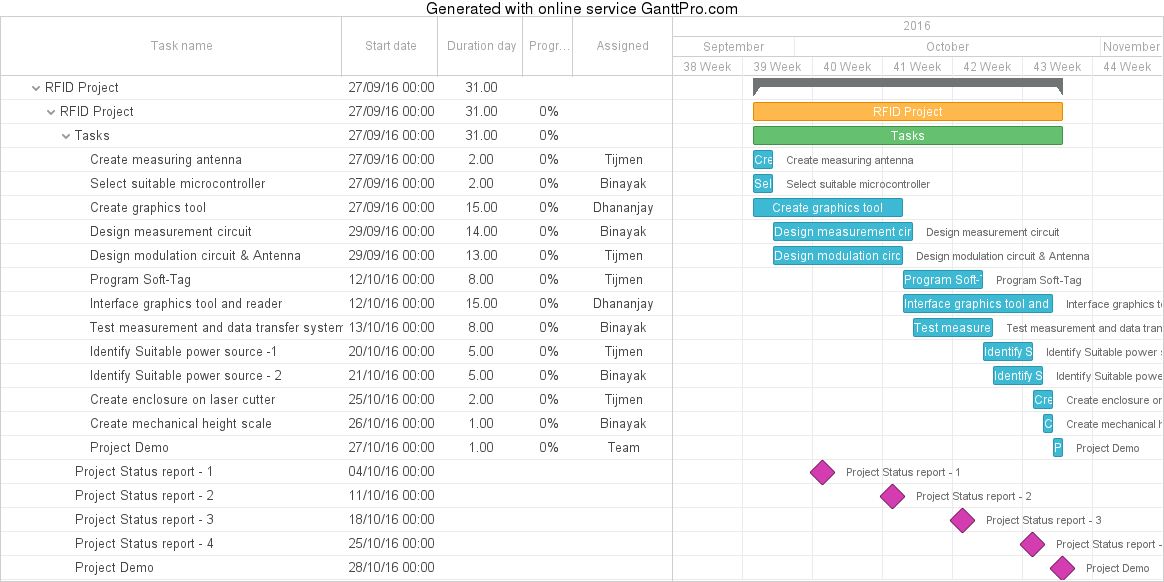 Generated with online service GanttPro.com
Task name Start date Duration day Progr... Assigned 2016
September October November
38 Week 39 Week 40 Week 41 Week 42 Week 43 Week 44 Week
RFID Project 27/09/16 00:00 31.00
RFID Project 27/09/16 00:00 31.00 0% RFID Project
Tasks 27/09/16 00:00 31.00 0% Tasks
Create measuring antenna 27/09/16 00:00 2.00 0% Tijmen Cre Create measuring antenna
Select suitable microcontroller 27/09/16 00:00 2.00 0% Binayak Sel Select suitable microcontroller
Create graphics tool 27/09/16 00:00 15.00 0% Dhananjay Create graphics tool
Design measurement circuit 29/09/16 00:00 14.00 0% Binayak Design measurement cir Design measurement circuit
Design modulation circuit & Antenna 29/09/16 00:00 13.00 0% Tijmen Design modulation circ Design modulation circuit & Antenna
Program Soft-Tag 12/10/16 00:00 8.00 0% Tijmen Program Soft-T Program Soft-Tag
Interface graphics tool and reader 12/10/16 00:00 15.00 0% Dhananjay Interface graphics tool and Interface graphics to
Test measurement and data transfer system 13/10/16 00:00 8.00 0% Binayak Test measure Test measurement and data tran
Identify Suitable power source -1 20/10/16 00:00 5.00 0% Tijmen Identify S Identify Suitable power s
Identify Suitable power source - 2 21/10/16 00:00 5.00 0% Binayak Identify S Identify Suitable powe
Create enclosure on laser cutter 25/10/16 00:00 2.00 0% Tijmen Cre Create enclosure on
Create mechanical height scale 26/10/16 00:00 1.00 0% Binayak C Create mechanical h
Project Demo 27/10/16 00:00 1.00 0% Team P Project Demo
Project Status report - 1 04/10/16 00:00 Project Status report - 1
Project Status report - 2 11/10/16 00:00 Project Status report - 2
Project Status report - 3 18/10/16 00:00 Project Status report - 3
Project Status report - 4 25/10/16 00:00 Project Status report -
Project Demo 28/10/16 00:00 Project Demo